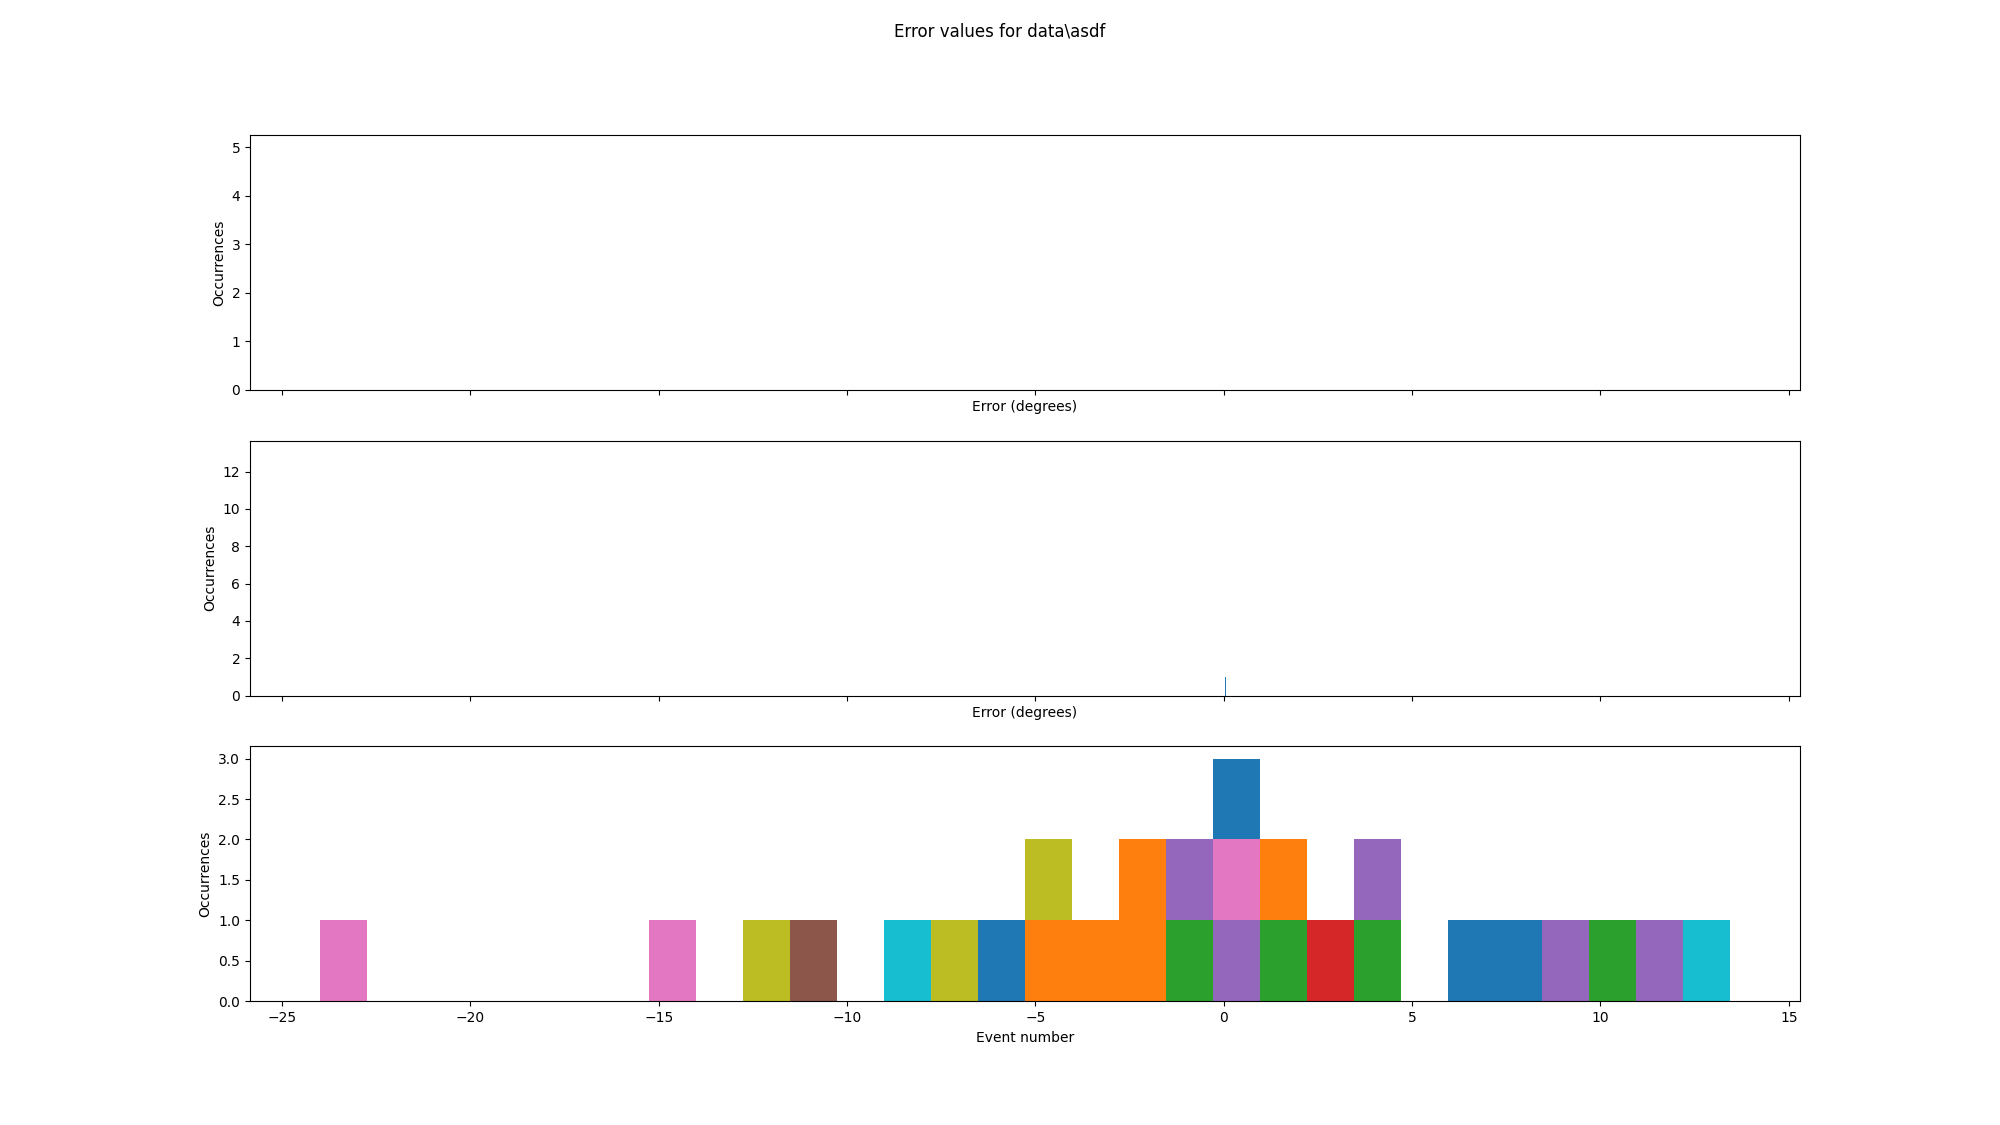 Error values for data\asdf
5
4
3
2
1
0
Occurrences
Error (degrees)
12
10
8
6
4
2
0
Occurrences
Error (degrees)
3.0
2.5
2.0
1.5
1.0
0.5
0.0
Occurrences
−25 −20 −15 −10 −5 0 5 10 15
Event number